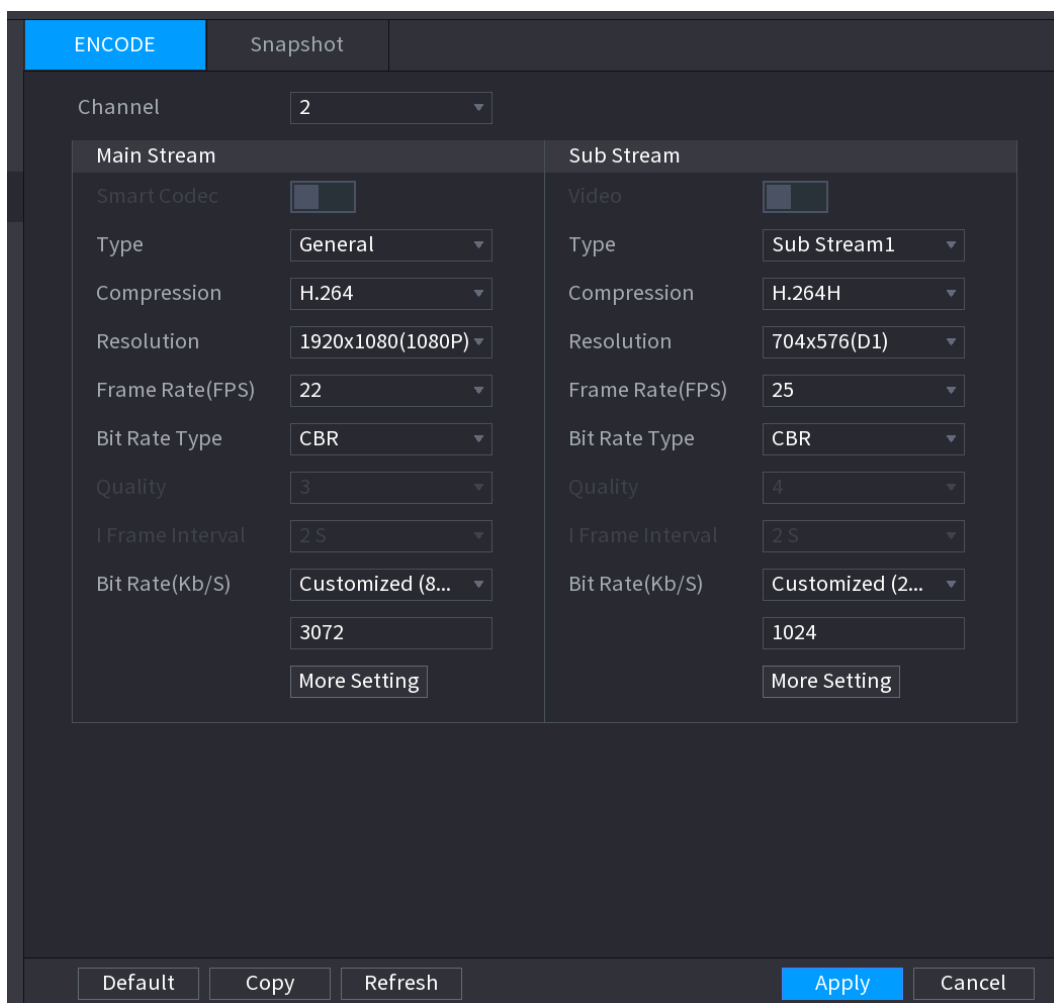 ENCODE Snapshot
Channel 2
Main Stream Sub Stream
Smart Codec Video
Type General Type Sub Stream1
Compression H.264 Compression H.264H
Resolution 1920x1080(1080P) Resolution 704x576(D1)
Frame Rate(FPS) 22 Frame Rate(FPS) 25
Bit Rate Type CBR Bit Rate Type CBR
Quality 3 Quality 4
I Frame Interval 2 S I Frame Interval 2 S
Bit Rate(Kb/S) Customized (8... Bit Rate(Kb/S) Customized (2...
3072 1024
More Setting More Setting
Default Copy Refresh Apply Cancel